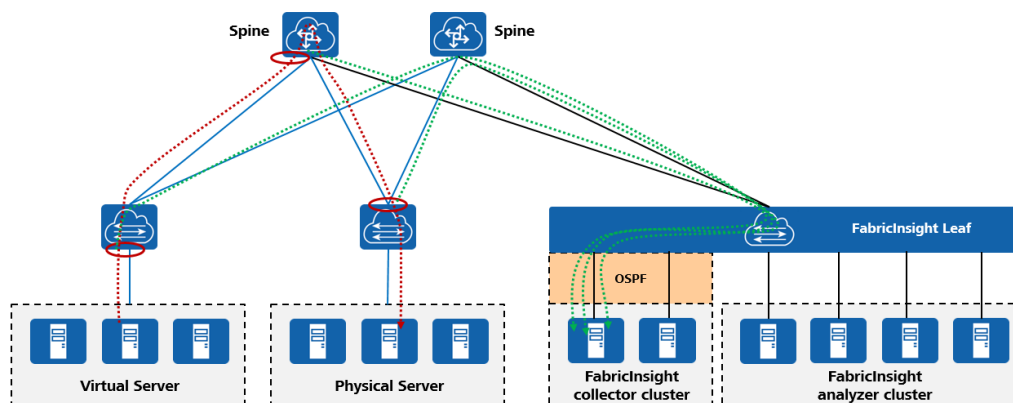 Spine
Spine
FabricInsight Leaf
OSPF
Virtual Server
Physical Server
FabricInsight
collector cluster
FabricInsight
analyzer cluster